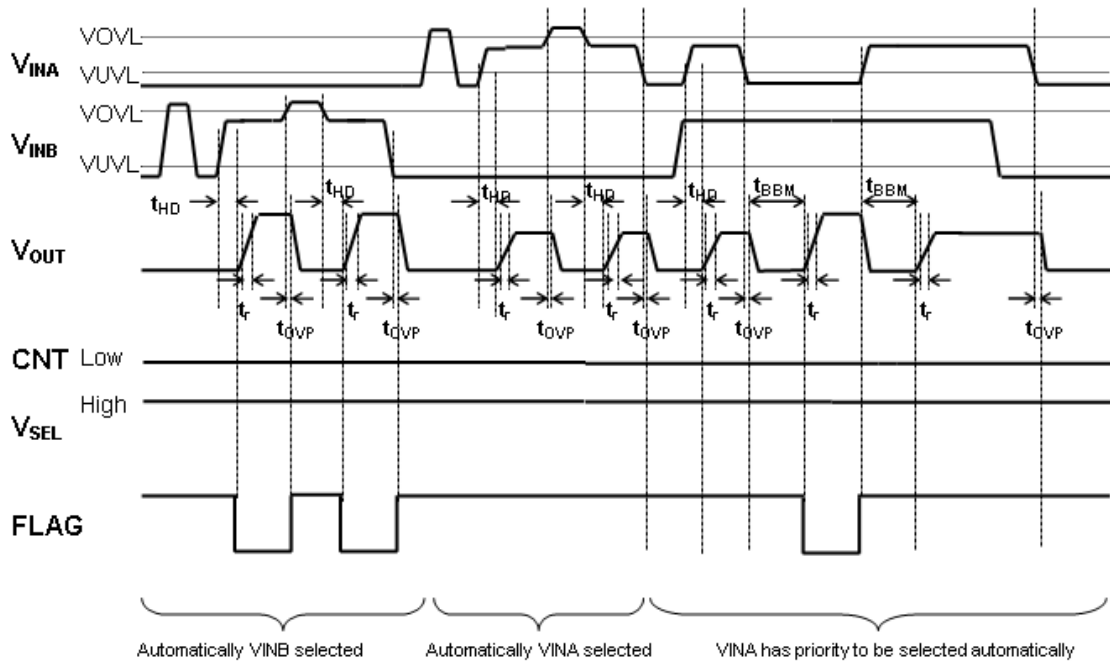 VINA VOVL
VUVL
VINB VOVL
VUVL
tHD tHD tHD tHD tHD tBBM tBBM
VOUT
tr tr tr tr tr tr tr
tOVP tOVP tOVP tOVP tOVP tOVP
CNT Low
High
VSEL
FLAG
Automatically VINB selected
Automatically VINA selected
VINA has priority to be selected automatically